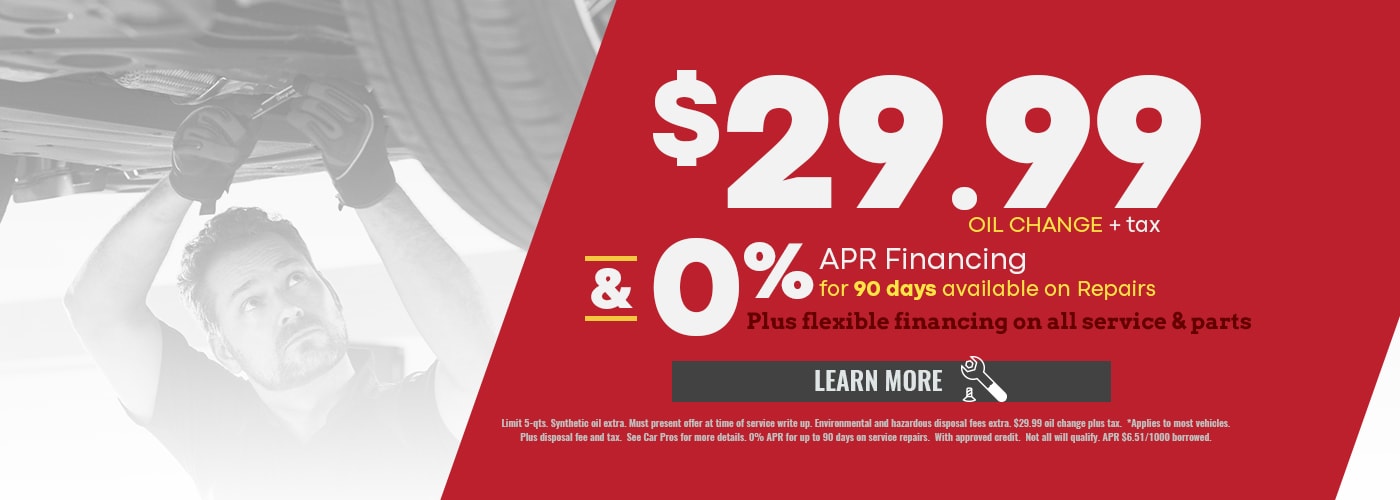 $29.99
OIL CHANGE + tax
& 0% APR Financing
for 90 days available on Repairs
Plus flexible financing on all service & parts
LEARN MORE
Limit 5-qts. Synthetic oil extra. Must present offer at time of service write up. Environmental and hazardous disposal fees extra. $29.99 oil change plus tax. *Applies to most vehicles.
Plus disposal fee and tax. See Car Pros for more details. 0% APR for up to 90 days on service repairs. With approved credit. Not all will qualify. APR $6.51/1000 borrowed.